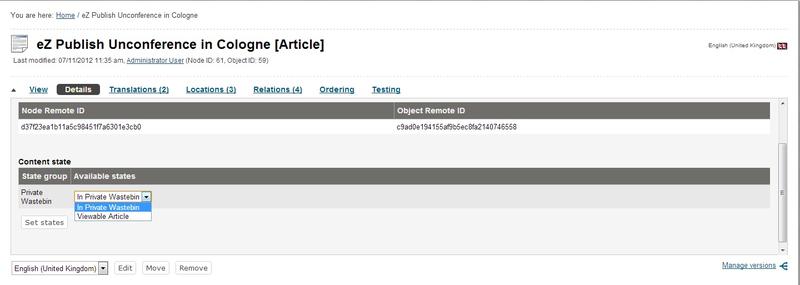 You are here: Home / eZ Publish Unconference in Cologne
eZ Publish Unconference in Cologne [Article]
English (United Kingdom)
Last modified: 07/11/2012 11:35 am, Administrator User (Node ID: 61, Object ID: 59)
View Details Translations (2) Locations (3) Relations (4) Ordering Testing
Node Remote ID Object Remote ID
d37f23ea1b11a5c98451f7a6301e3cb0 c9ad0e194155af9b5ec8fa2140746558
Content state
State group Available states
Private Wastebin In Private Wastebin
In Private Wastebin
Viewable Article
Set states
English (United Kingdom) Edit Move Remove Manage versions